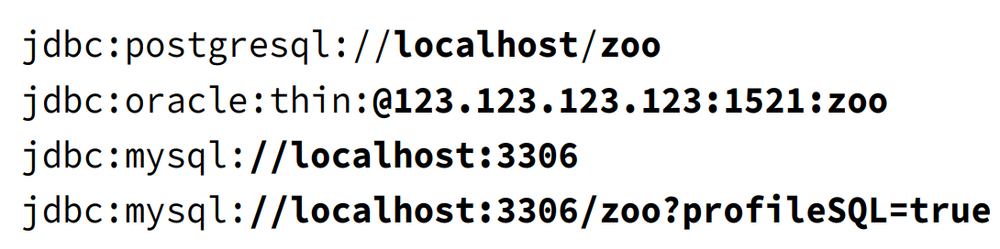 jdbc:postgresql://localhost/zoo
jdbc:oracle:thin:@123.123.123.123:1521:zoo
jdbc:mysql://localhost:3306
jdbc:mysql://localhost:3306/zoo?profileSQL=true